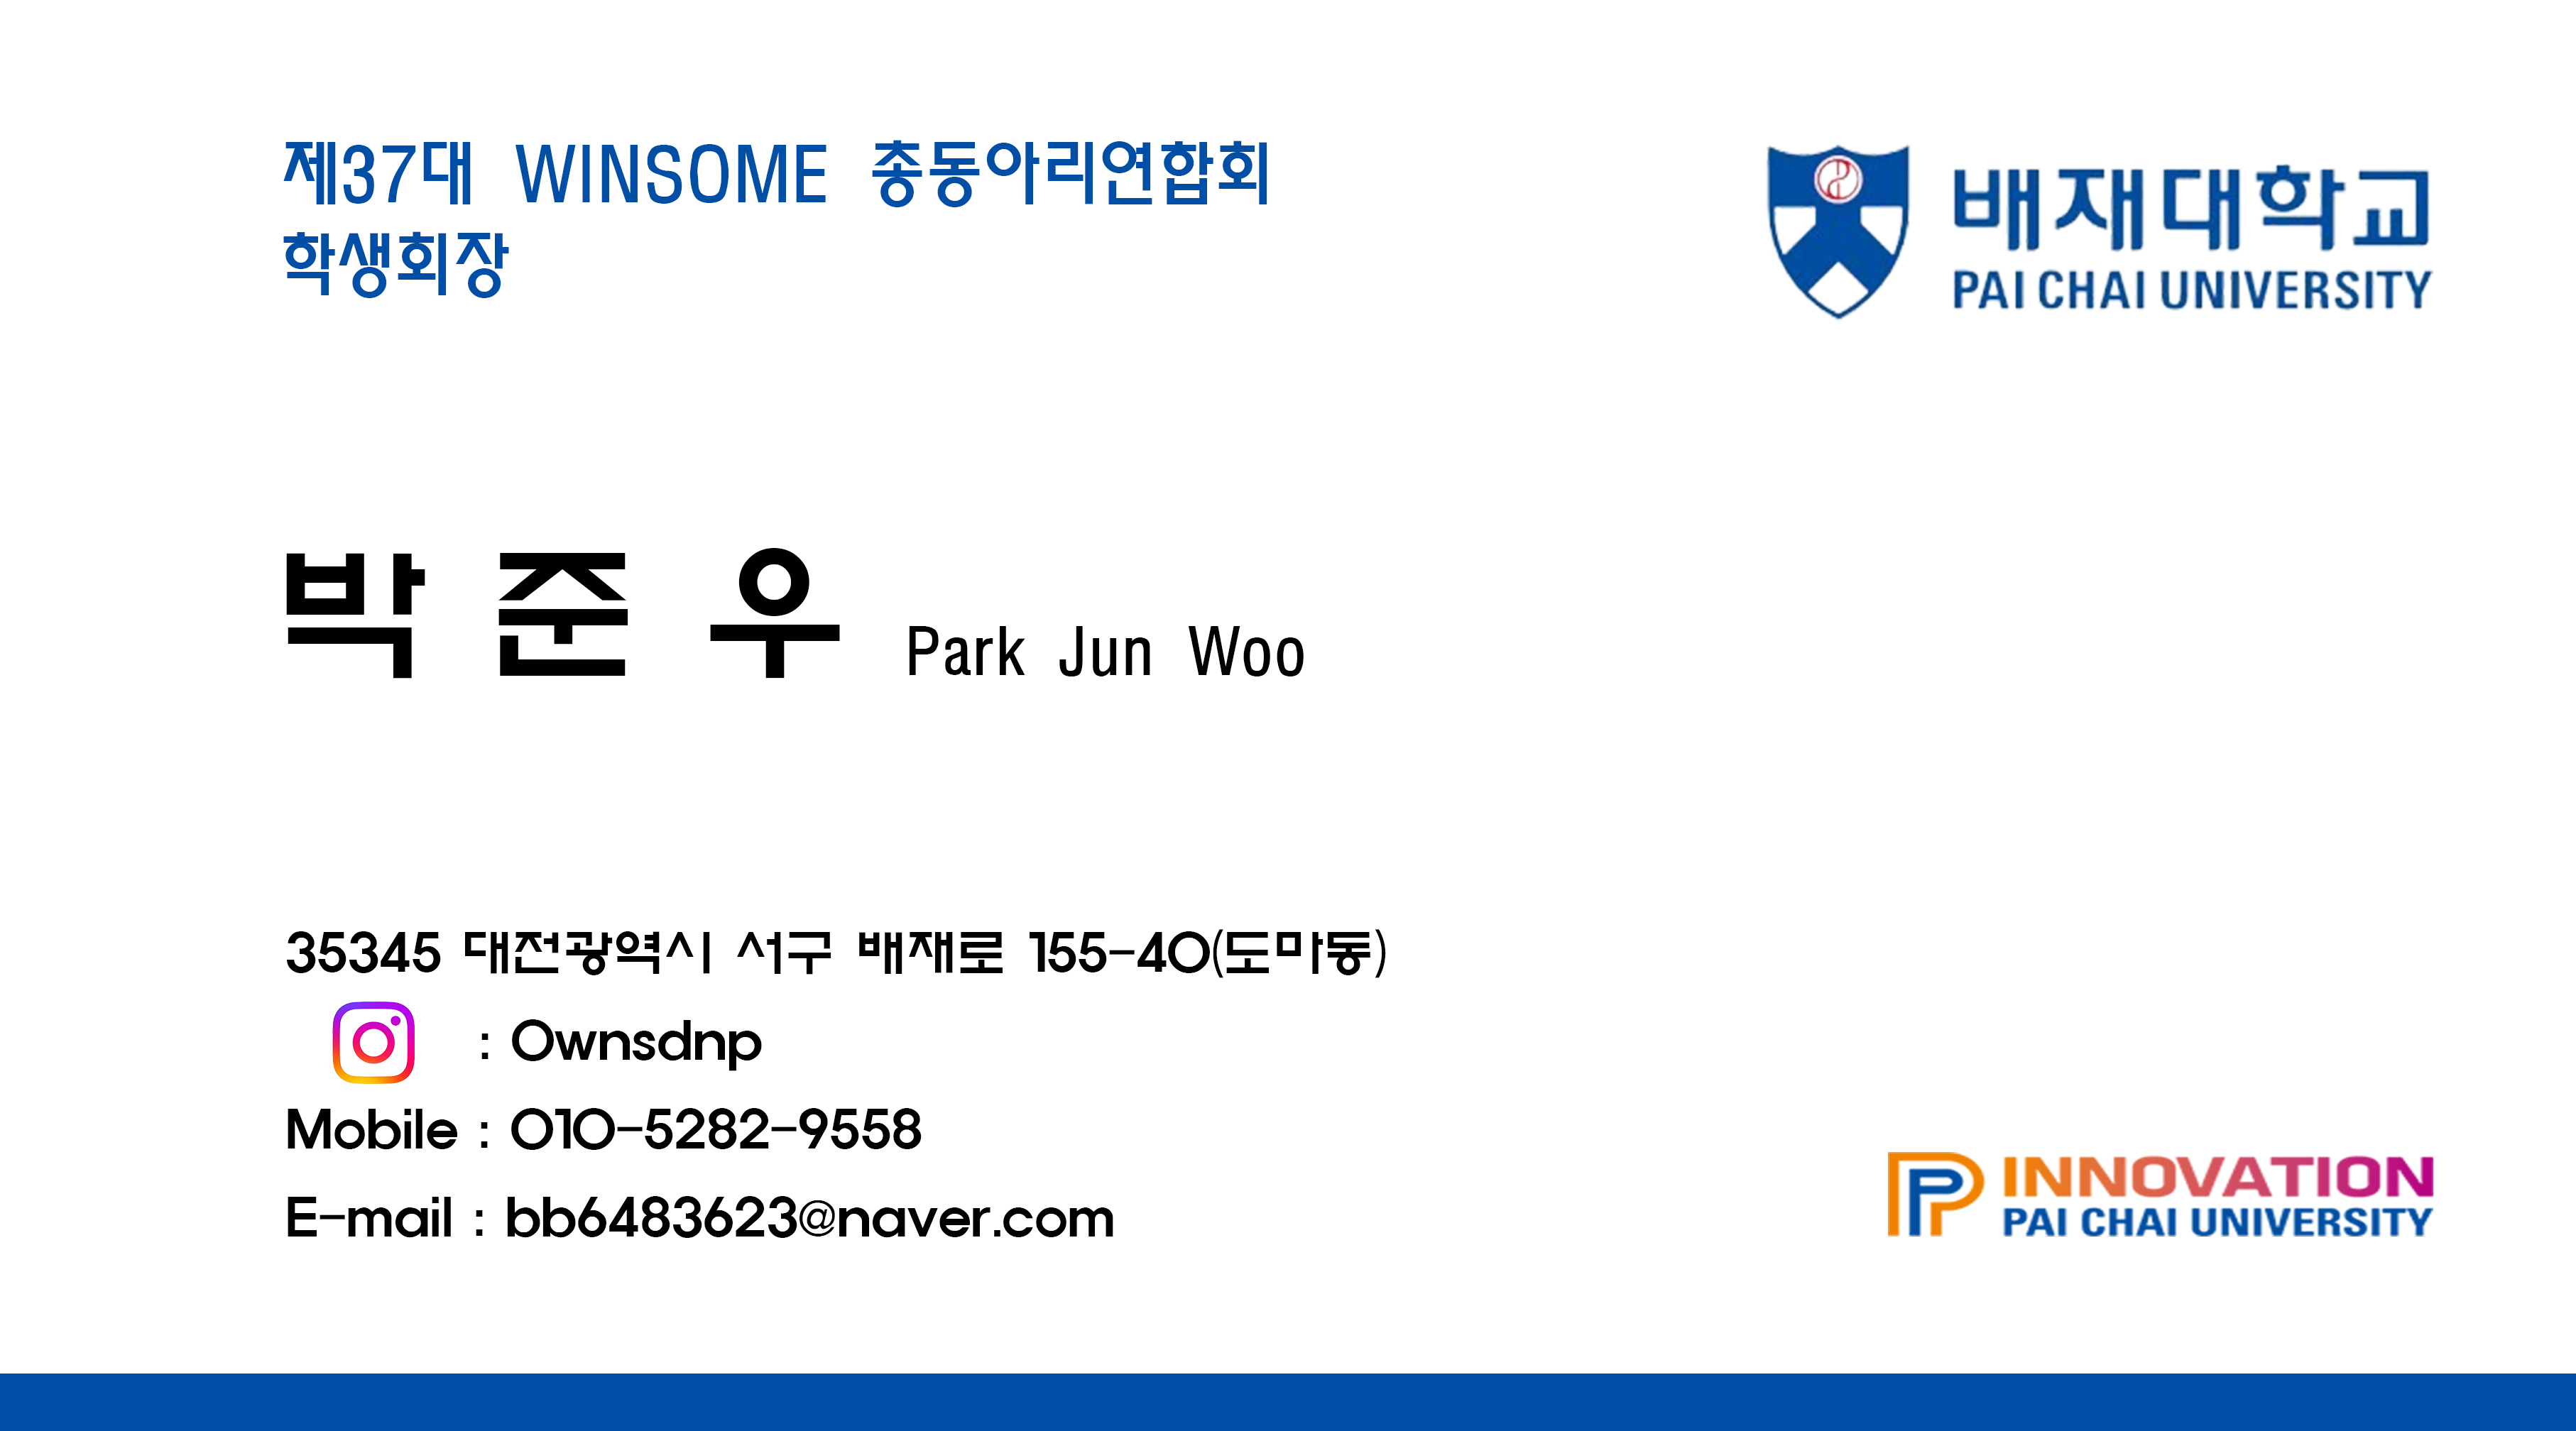 제37대 WINSOME 총동아리연합회
학생회장
배재대학교
PAI CHAI UNIVERSITY
박 준 우 Park Jun Woo
35345 대전광역시 서구 배재로 155-40(도마동)
: Ownsdnp
Mobile : 010-5282-9558
E-mail : bb6483623@naver.com
INNOVATION
PAI CHAI UNIVERSITY